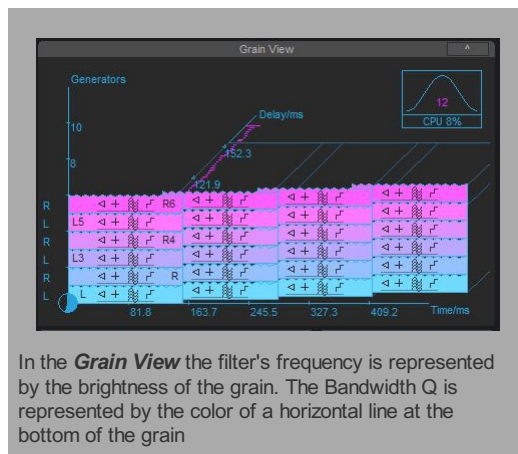 Grain View
^
Generators
12
CPU 8%
10
Delay/ms
152.3
8
121.9
R R6
L L5
R R4
L L3
R R
L L
81.8 163.7 245.5 327.3 409.2 Time/ms
In the Grain View the filter's frequency is represented
by the brightness of the grain. The Bandwidth Q is
represented by the color of a horizontal line at the
bottom of the grain